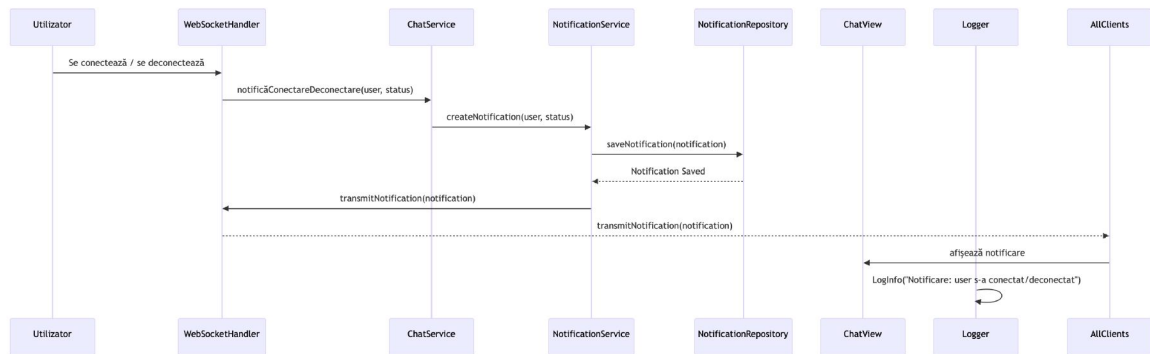 Utilizator
WebSocketHandler
ChatService
NotificationService
NotificationRepository
ChatView
Logger
AllClients
Se conectează / se deconectează
notificăConectareDeconectare(user, status)
createNotification(user, status)
saveNotification(notification)
Notification Saved
transmitNotification(notification)
transmitNotification(notification)
afișează notificare
LogInfo("Notificare: user s-a conectat/deconectat")
Utilizator
WebSocketHandler
ChatService
NotificationService
NotificationRepository
ChatView
Logger
AllClients